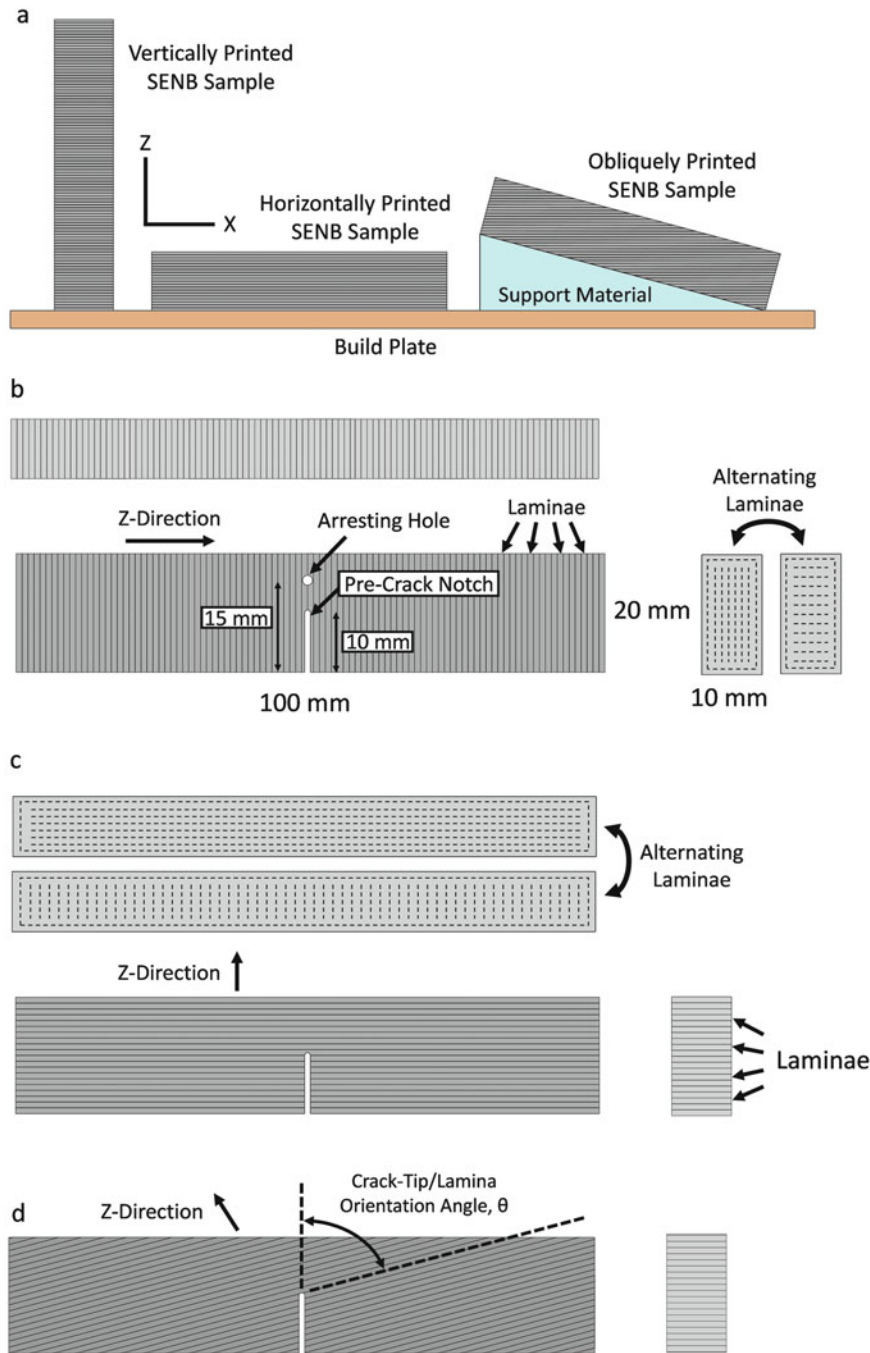 a
Vertically Printed
SENB Sample
Z
X
Horizontally Printed
SENB Sample
Obliquely Printed
SENB Sample
Support Material
Build Plate
b
Z-Direction
Arresting Hole
Laminae
Alternating
Laminae
Pre-Crack Notch
15 mm
10 mm
20 mm
100 mm
10 mm
c
Alternating
Laminae
Z-Direction
Laminae
d
Z-Direction
Crack-Tip/Lamina
Orientation Angle, θ